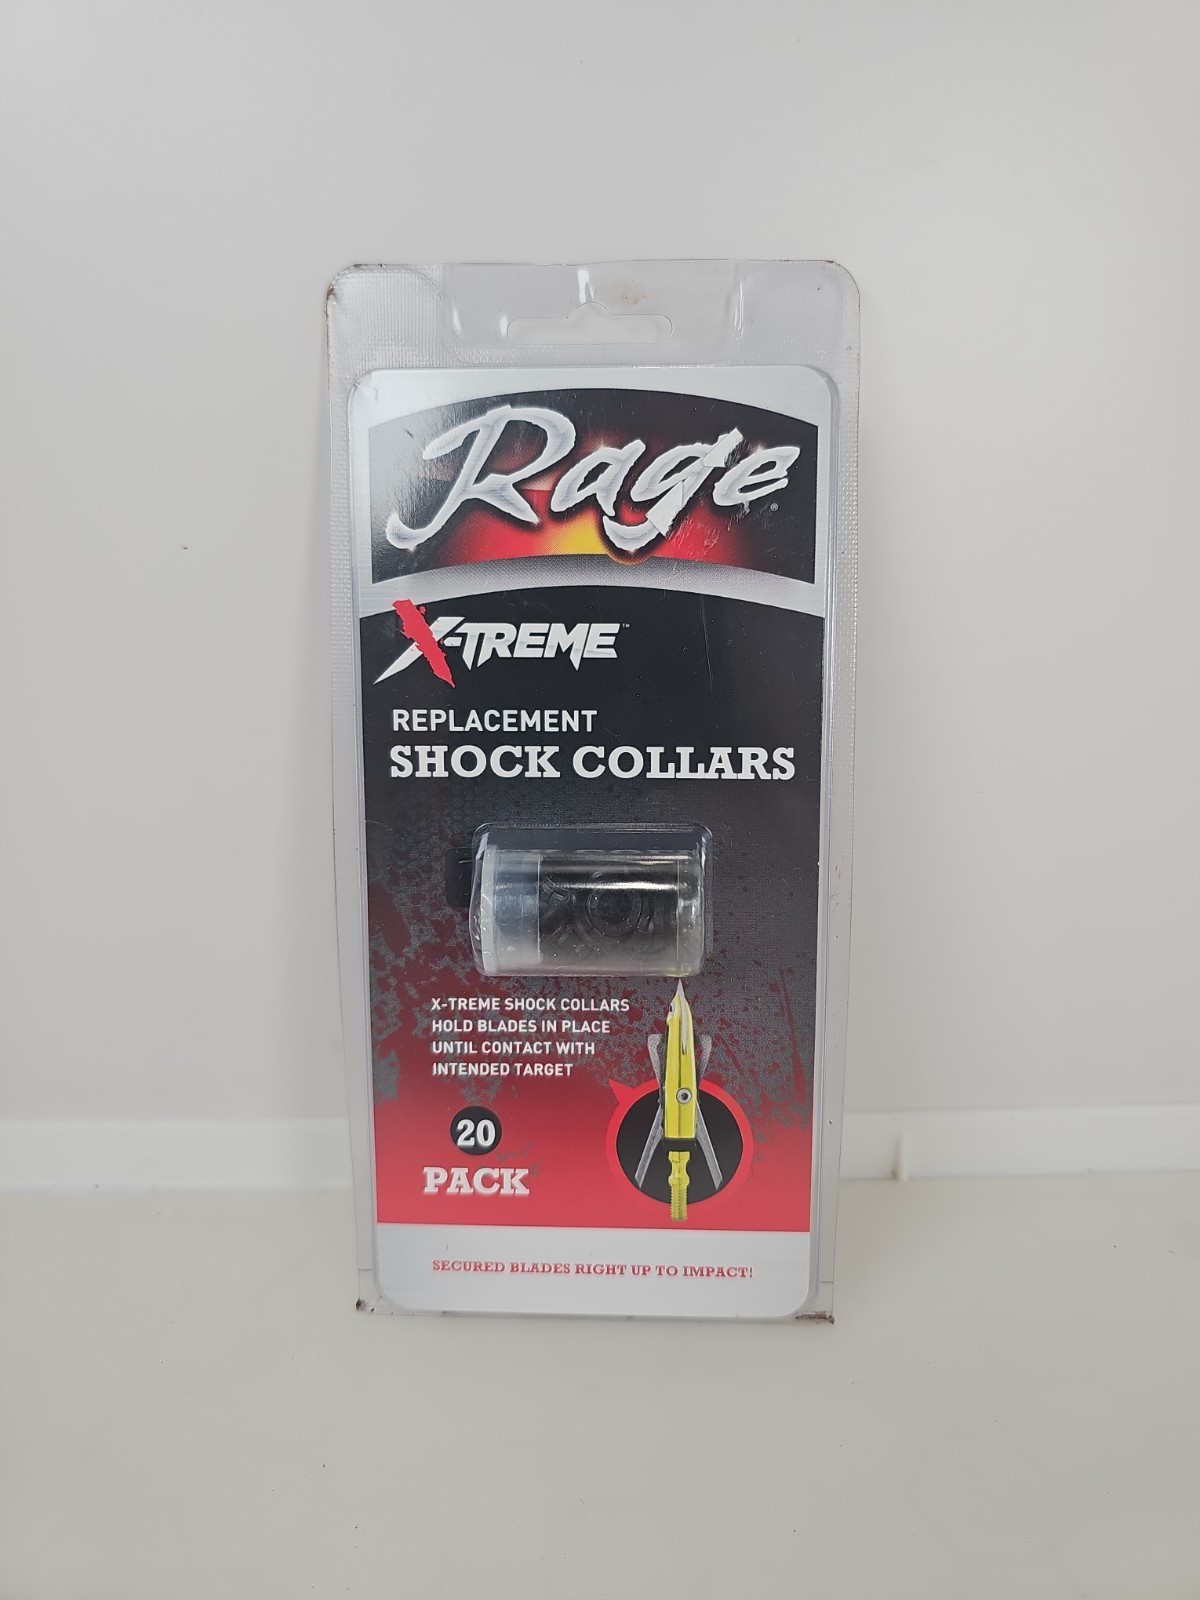 Rage®
X-TREME™
REPLACEMENT
SHOCK COLLARS
X-TREME SHOCK COLLARS
HOLD BLADES IN PLACE
UNTIL CONTACT WITH
INTENDED TARGET
20
PACK
SECURED BLADES RIGHT UP TO IMPACT!